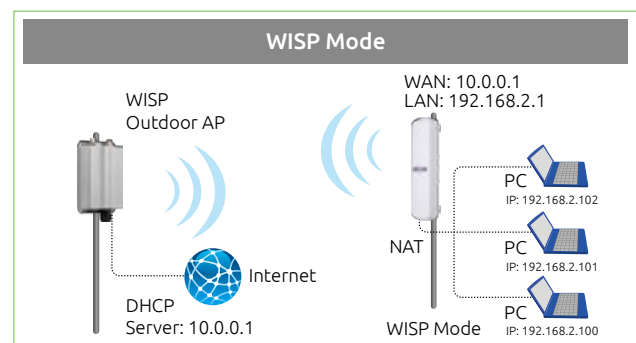 WISP Mode
WISP
Outdoor AP
Internet
DHCP
Server: 10.0.0.1
WAN: 10.0.0.1
LAN: 192.168.2.1
NAT
WISP Mode
PC
IP: 192.168.2.102
PC
IP: 192.168.2.101
PC
IP: 192.168.2.100